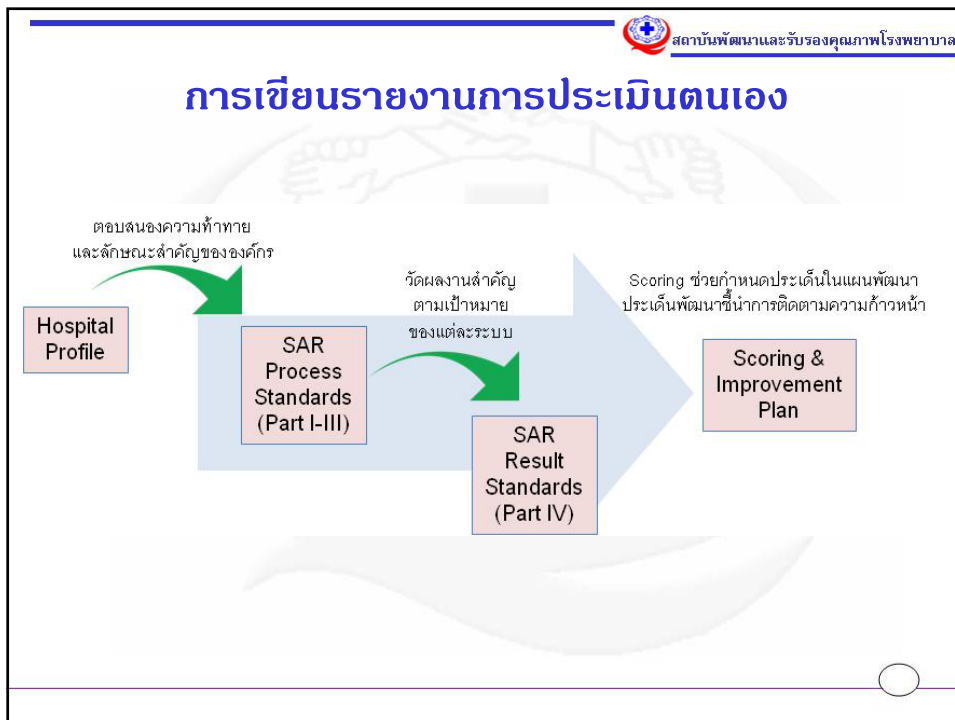 สถาบันพัฒนาและรับรองคุณภาพโรงพยาบาล
การเขียนรายงานการประเมินตนเอง
ตอบสนองความท้าทาย
และลักษณะสำคัญขององค์กร
Hospital
Profile
SAR
Process
Standards
(Part I-III)
วัดผลงานสำคัญ
ตามเป้าหมาย
ของแต่ละระบบ
SAR
Result
Standards
(Part IV)
Scoring ช่วยกำหนดประเด็นในแผนพัฒนา
ประเด็นพัฒนาชี้นำการติดตามความก้าวหน้า
Scoring &
Improvement
Plan